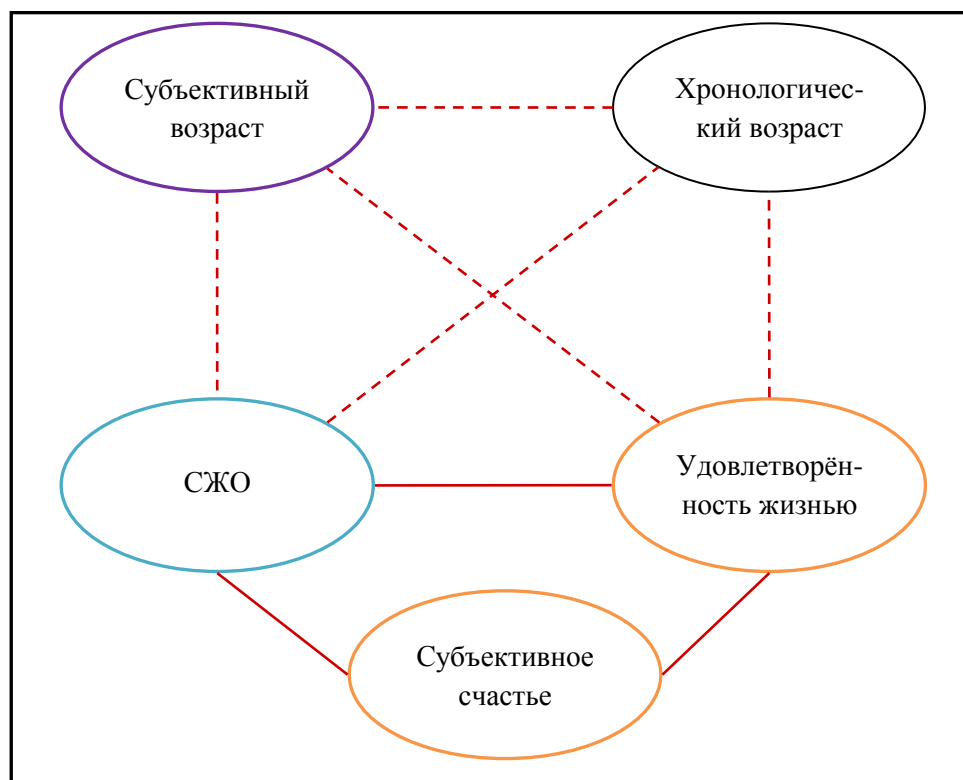 Субъективный
возраст
Хронологичес-
кий возраст
СЖО
Удовлетворён-
ность жизнью
Субъективное
счастье